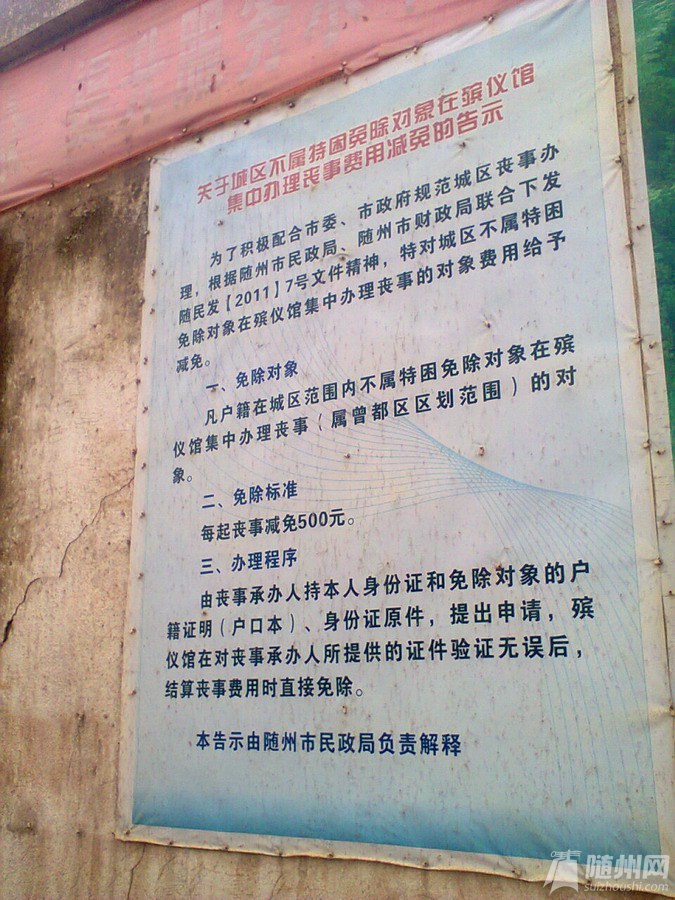 关于城区不属特困免除对象在殡仪馆
集中办理丧事费用减免的告示
为了积极配合市委、市政府规范城区丧事办
理，根据随州市民政局、随州市财政局联合下发
随民发【2011】7号文件精神，特对城区不属特困
免除对象在殡仪馆集中办理丧事的对象费用给予
减免。
一、免除对象
凡户籍在城区范围内不属特困免除对象在殡
仪馆集中办理丧事（属曾都区区划范围）的对
象。
二、免除标准
每起丧事减免500元。
三、办理程序
由丧事承办人持本人身份证和免除对象的户
籍证明（户口本）、身份证原件，提出申请，殡
仪馆在对丧事承办人所提供的证件验证无误后，
结算丧事费用时直接免除。
本告示由随州市民政局负责解释
随州网
suizhoushi.com